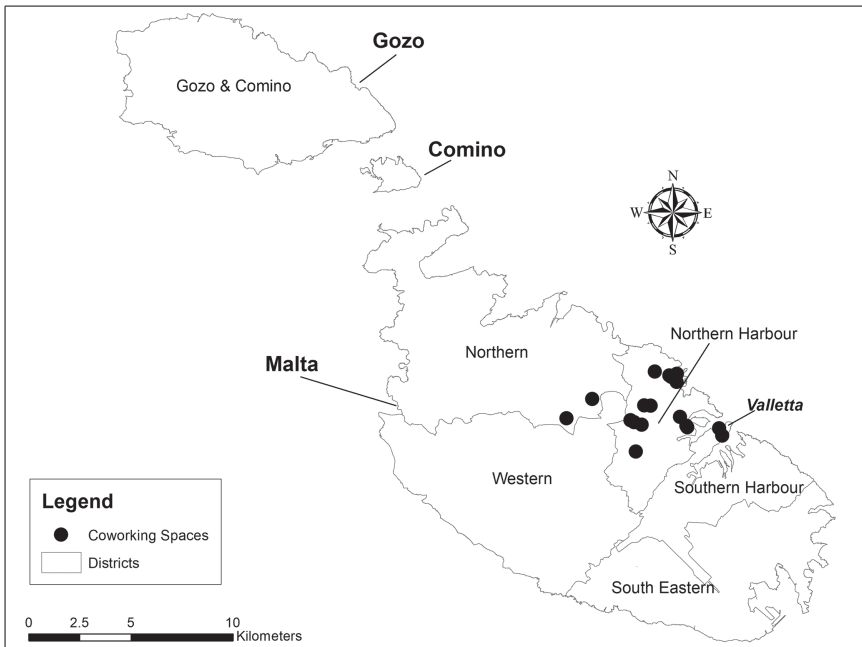 Gozo
Gozo & Comino
Comino
N
W E
S
Northern Harbour
Northern
Malta
Valletta
Western
Southern Harbour
South Eastern
Legend
Coworking Spaces
Districts
0 2.5 5 10
Kilometers